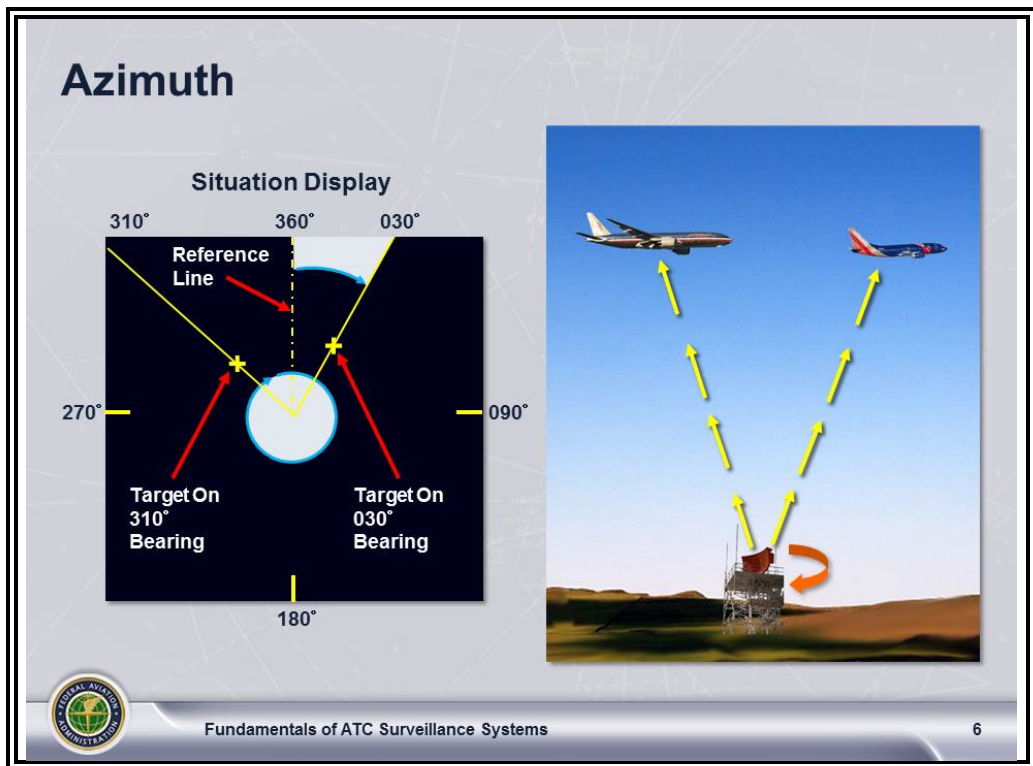 Azimuth
Situation Display
310° 360° 030°
Reference
Line
270° 090°
Target On
310°
Bearing
Target On
030°
Bearing
180°
FEDERAL AVIATION
ADMINISTRATION
Fundamentals of ATC Surveillance Systems 6